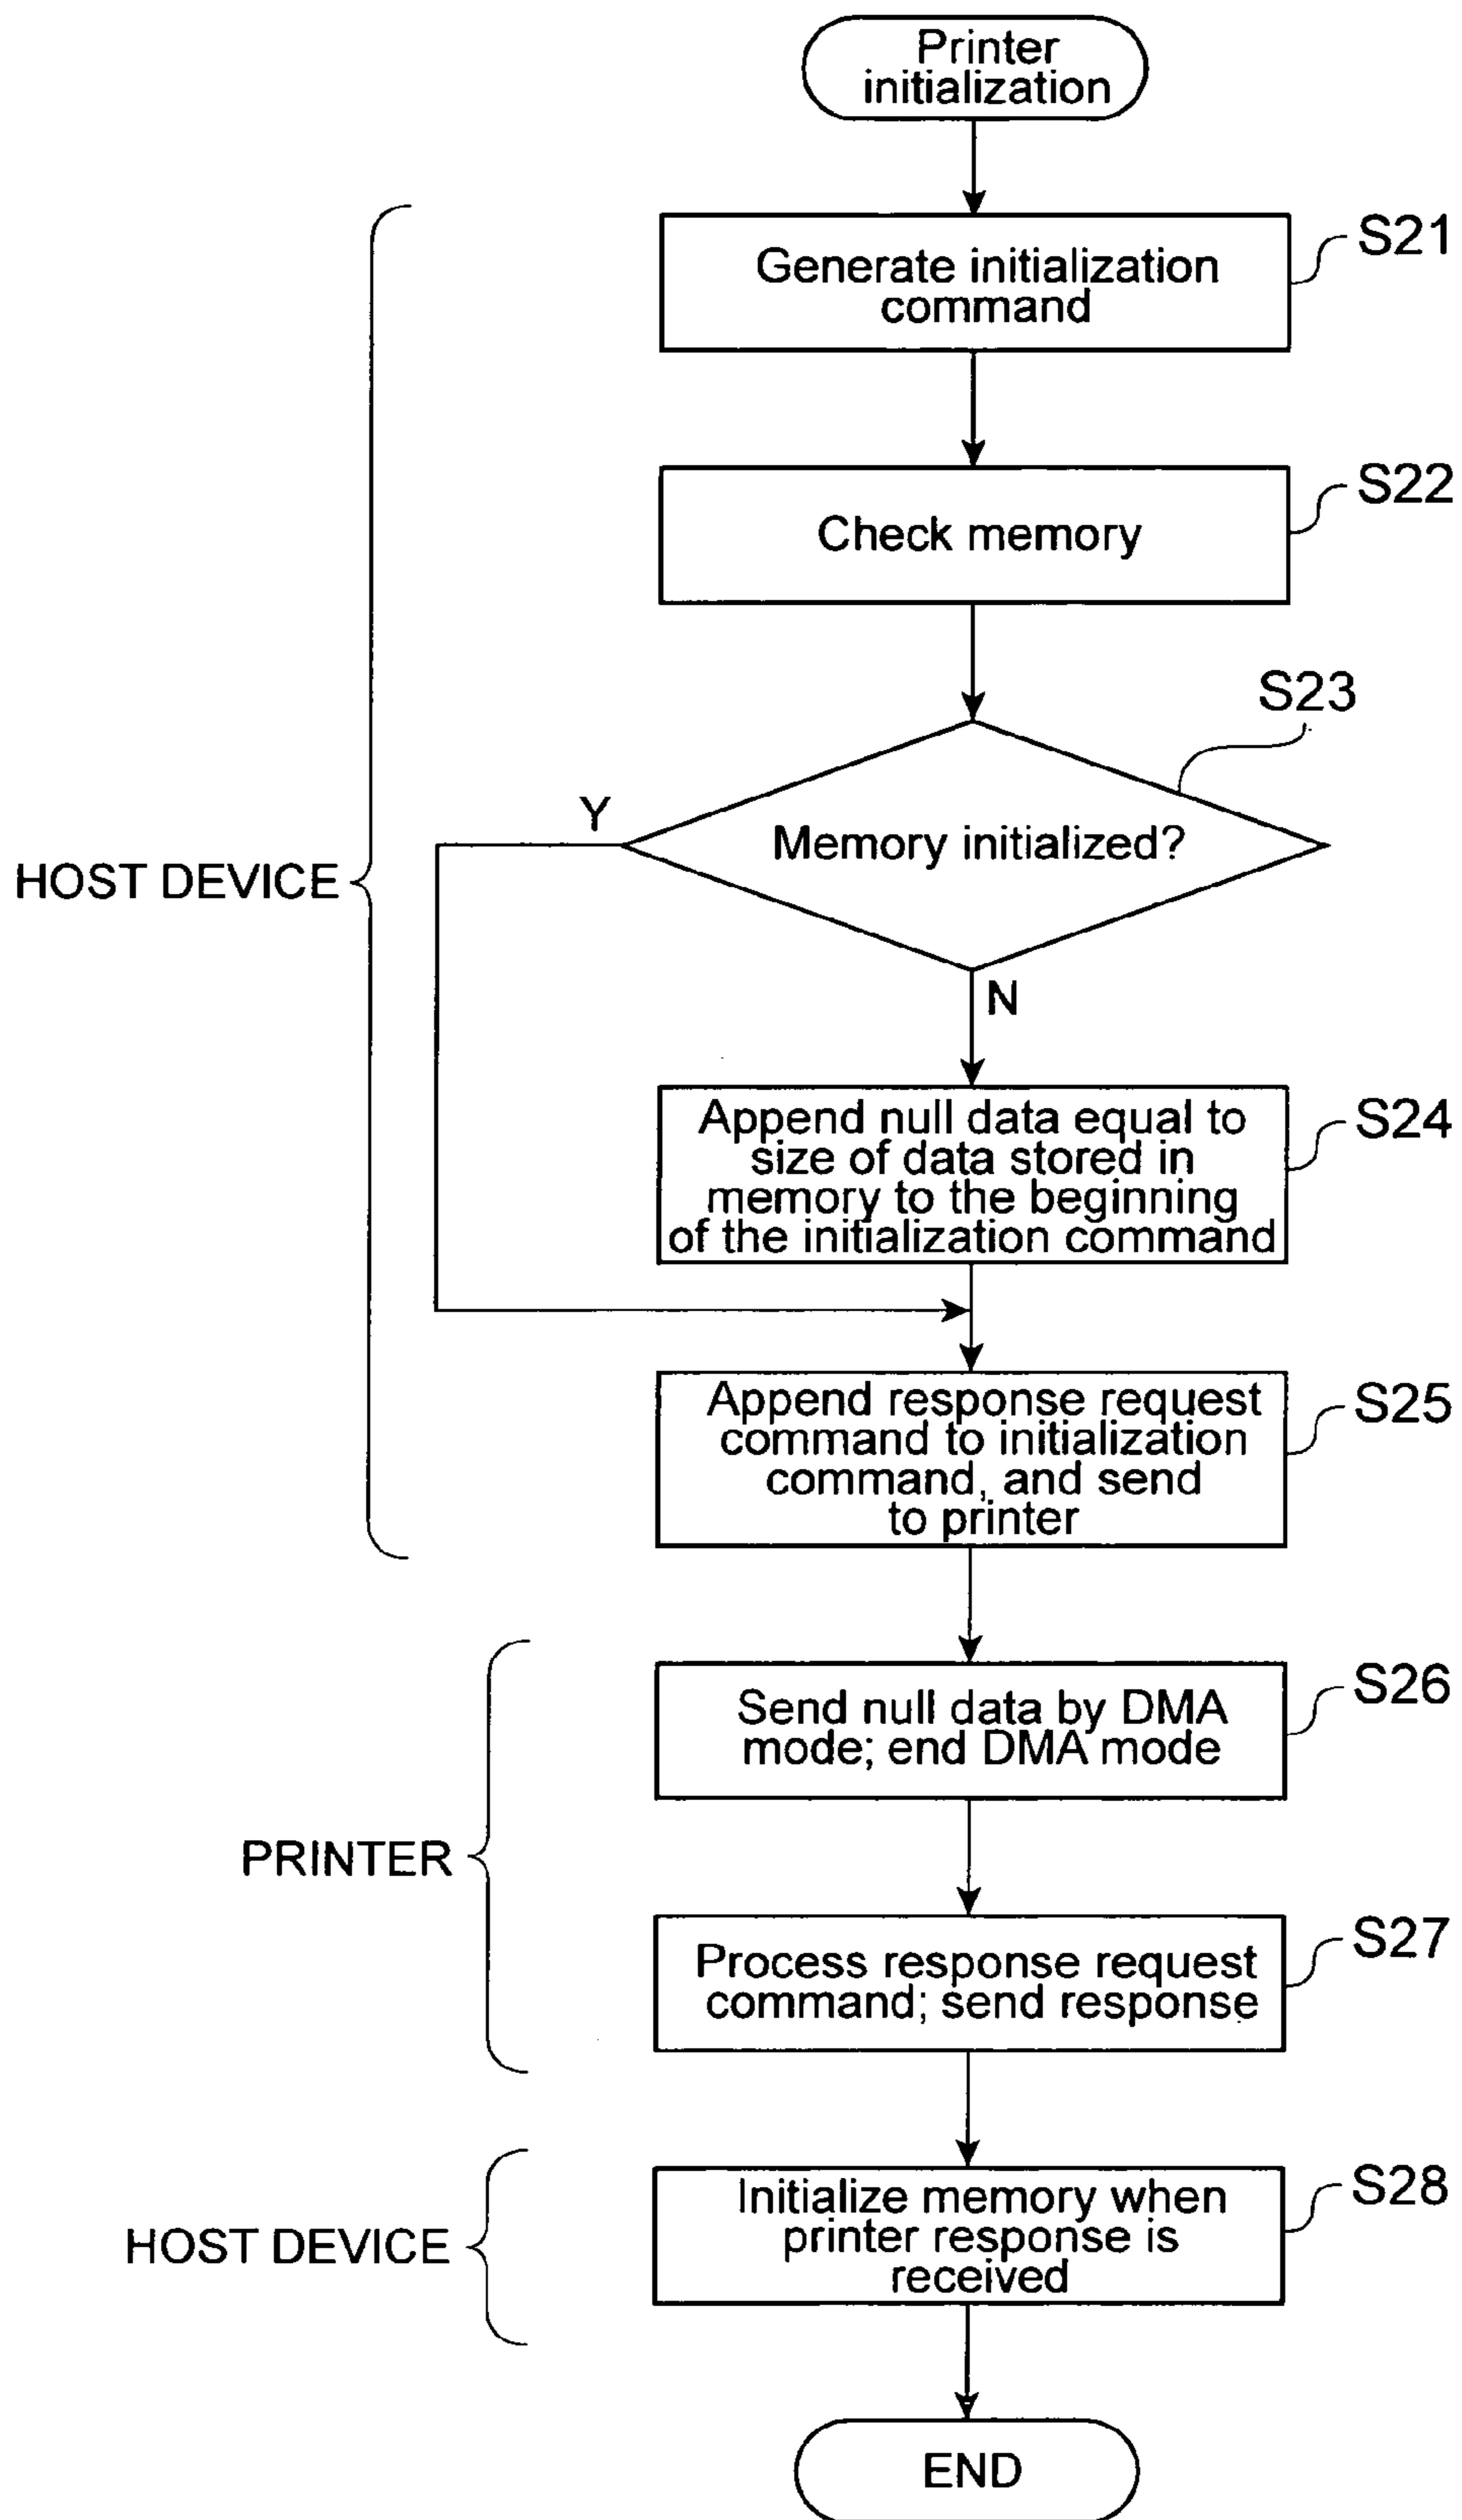 Printer
initialization
S21
Generate initialization
command
S22
Check memory
S23
Y
Memory initialized?
HOST DEVICE
N
S24
Append null data equal to
size of data stored in
memory to the beginning
of the initialization command
S25
Append response request
command to initialization
command, and send
to printer
S26
Send null data by DMA
mode; end DMA mode
PRINTER
S27
Process response request
command; send response
S28
Initialize memory when
printer response is
received
HOST DEVICE
END